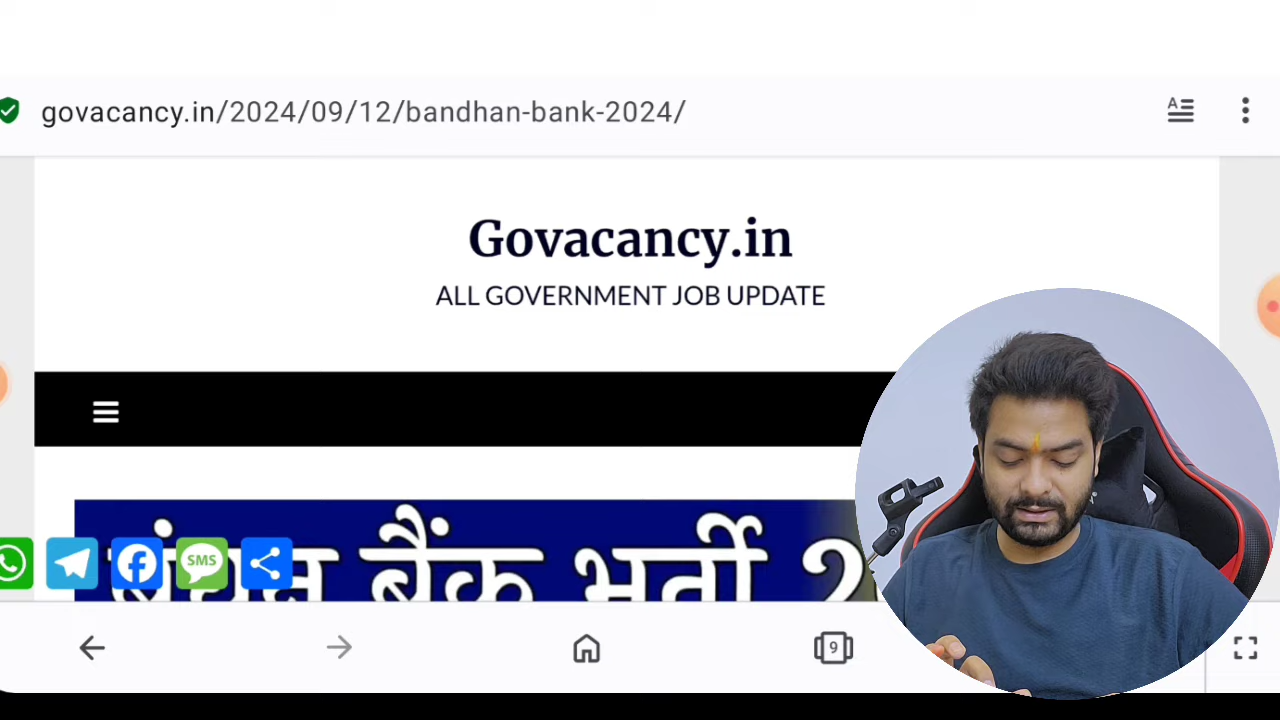 govacancy.in/2024/09/12/bandhan-bank-2024/
Govacancy.in
ALL GOVERNMENT JOB UPDATE
बैंक भर्ती
SMS
9